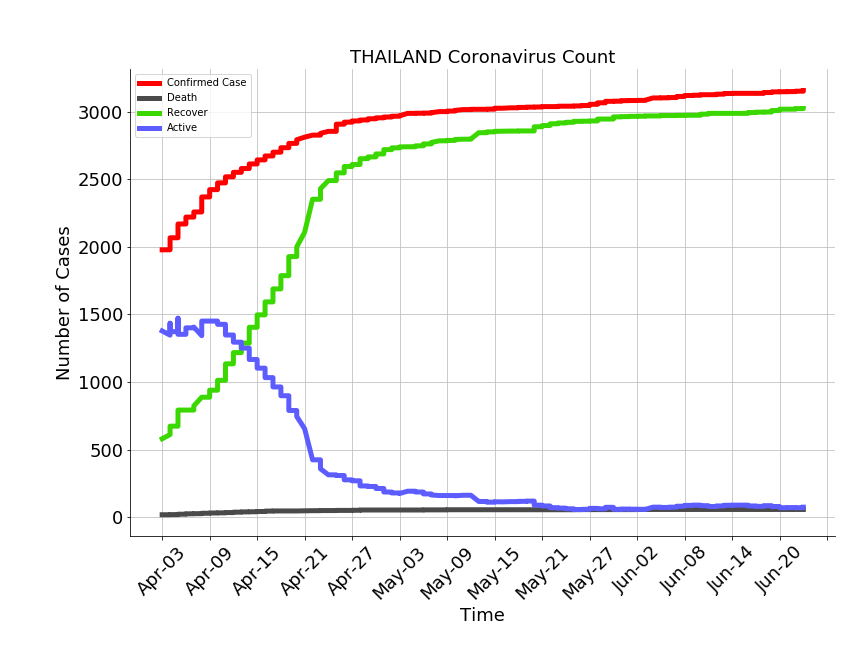 THAILAND Coronavirus Count
Confirmed Case
Death
Recover
Active
Number of Cases
3000
2500
2000
1500
1000
500
0
Apr-03
Apr-09
Apr-15
Apr-21
Apr-27
May-03
May-09
May-15
May-21
May-27
Jun-02
Jun-08
Jun-14
Jun-20
Time